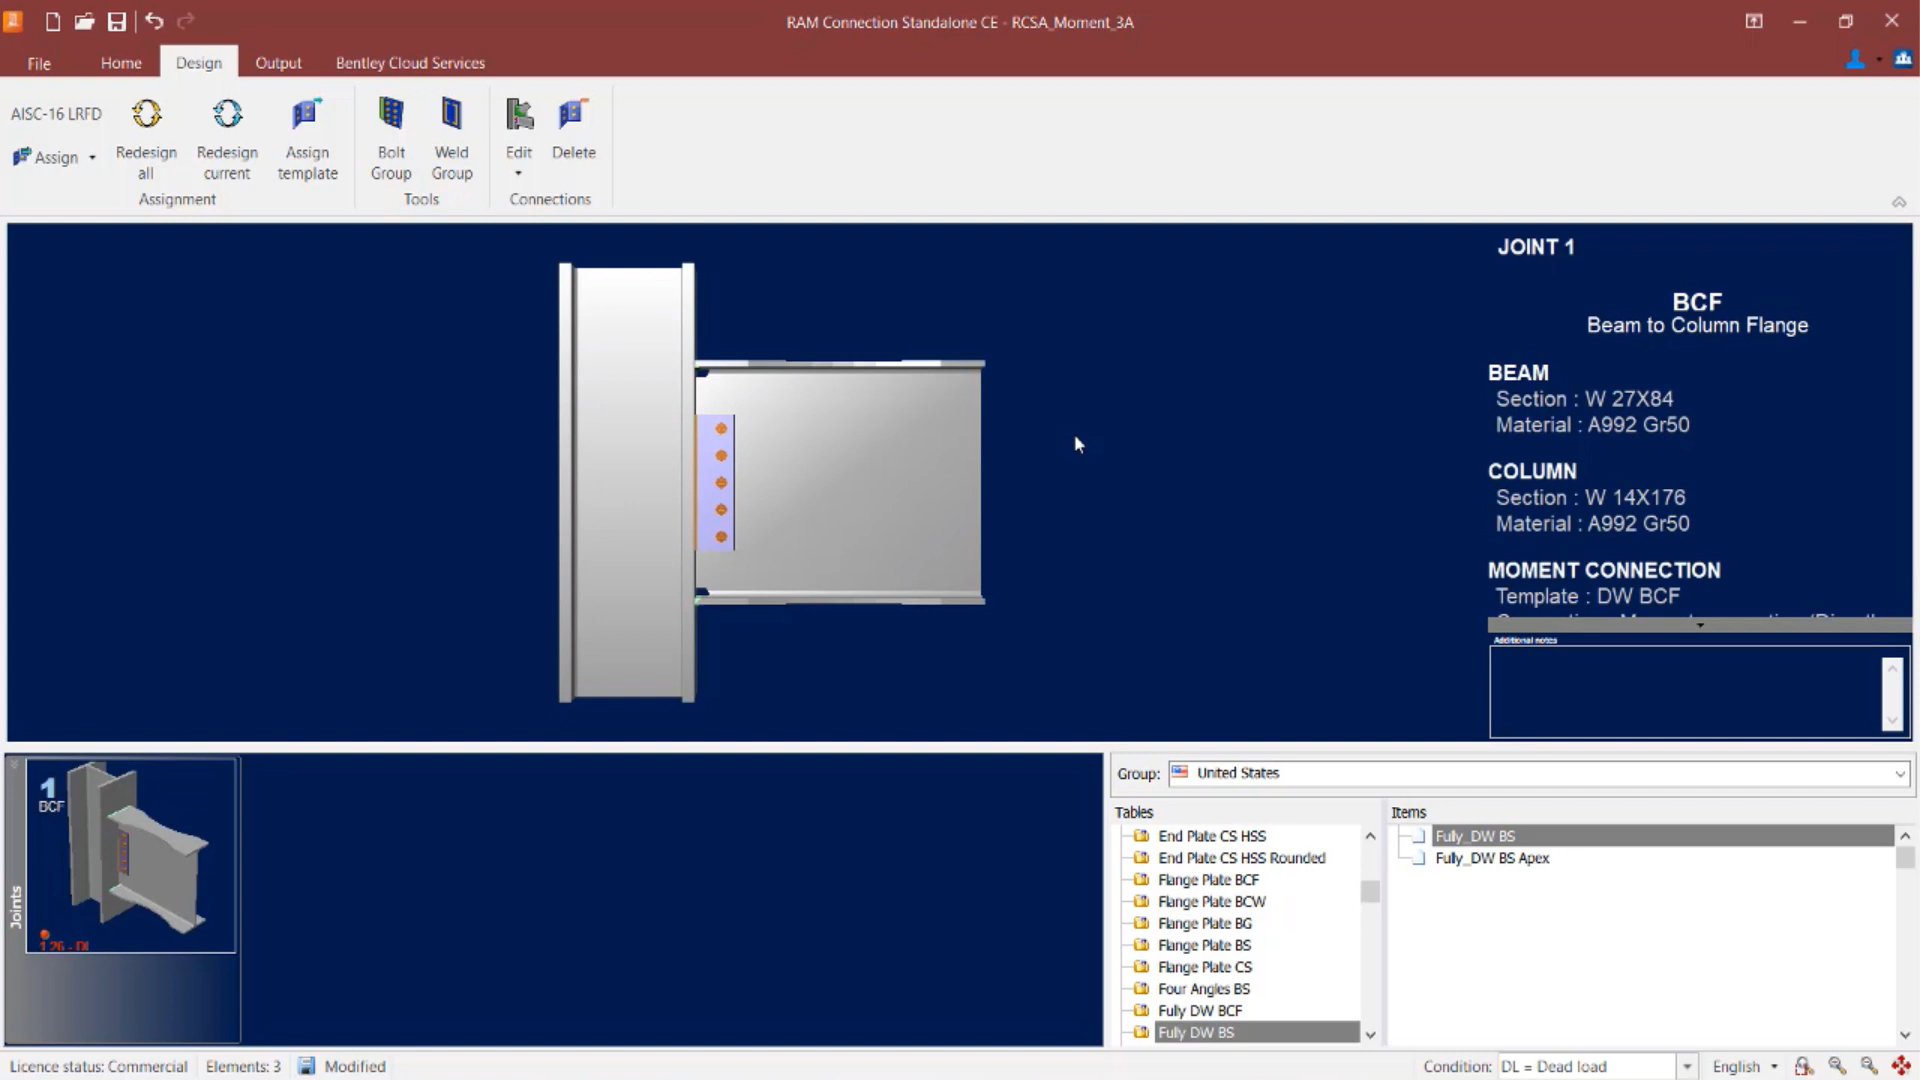 RAM Connection Standalone CE - RCSA_Moment_3A
File
Home
Design
Output
Bentley Cloud Services
AISC-16 LRFD
Assign
Redesign all
Redesign current
Assign template
Assignment
Bolt Group
Weld Group
Tools
Edit
Delete
Connections
JOINT 1
BCF
Beam to Column Flange
BEAM
Section : W 27X84
Material : A992 Gr50
COLUMN
Section : W 14X176
Material : A992 Gr50
MOMENT CONNECTION
Template : DW BCF
Additional notes
Joints
1
BCF
1.26 - DL
Group:
United States
Tables
End Plate CS HSS
End Plate CS HSS Rounded
Flange Plate BCF
Flange Plate BCW
Flange Plate BG
Flange Plate BS
Flange Plate CS
Four Angles BS
Fully DW BCF
Fully DW BS
Items
Fully_DW BS
Fully_DW BS Apex
Licence status: Commercial
Elements: 3
Modified
Condition:
DL = Dead load
English